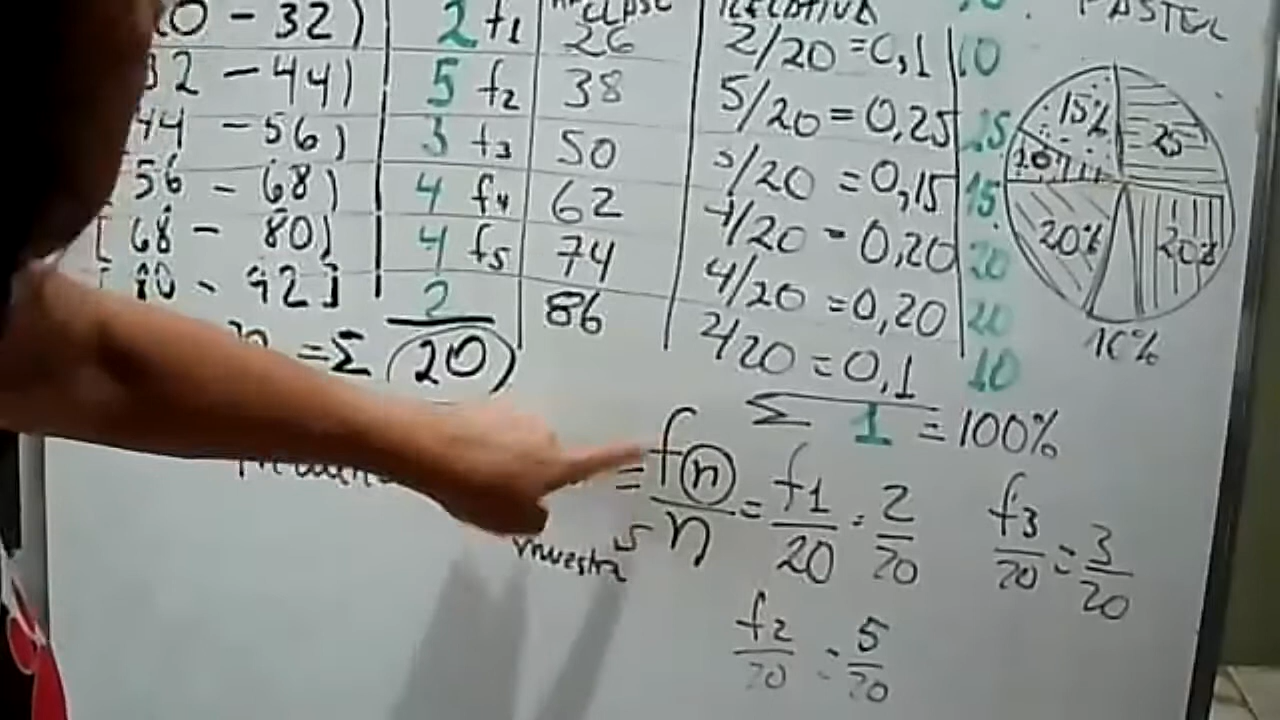 CLASE RELATIVA % PASTEL
0 - 32) 2 f1 26 2/20 =0,1 10
32 - 44) 5 f2 38 5/20 = 0,25 25
44 - 56) 3 f3 50 3/20 = 0,15 15
56 - 68) 4 f4 62 4/20 - 0,20 20
[ 68 - 80) 4 f5 74 4/20 = 0,20 20
[ 80 - 92] 2 86 2/20 = 0,1 10
=Σ 20 Σ 1 = 100%
15% 25
10%
20% 20%
10%
= fn/n = f1/20 = 2/20 f3/20 = 3/20
muestra
f2/20 = 5/20